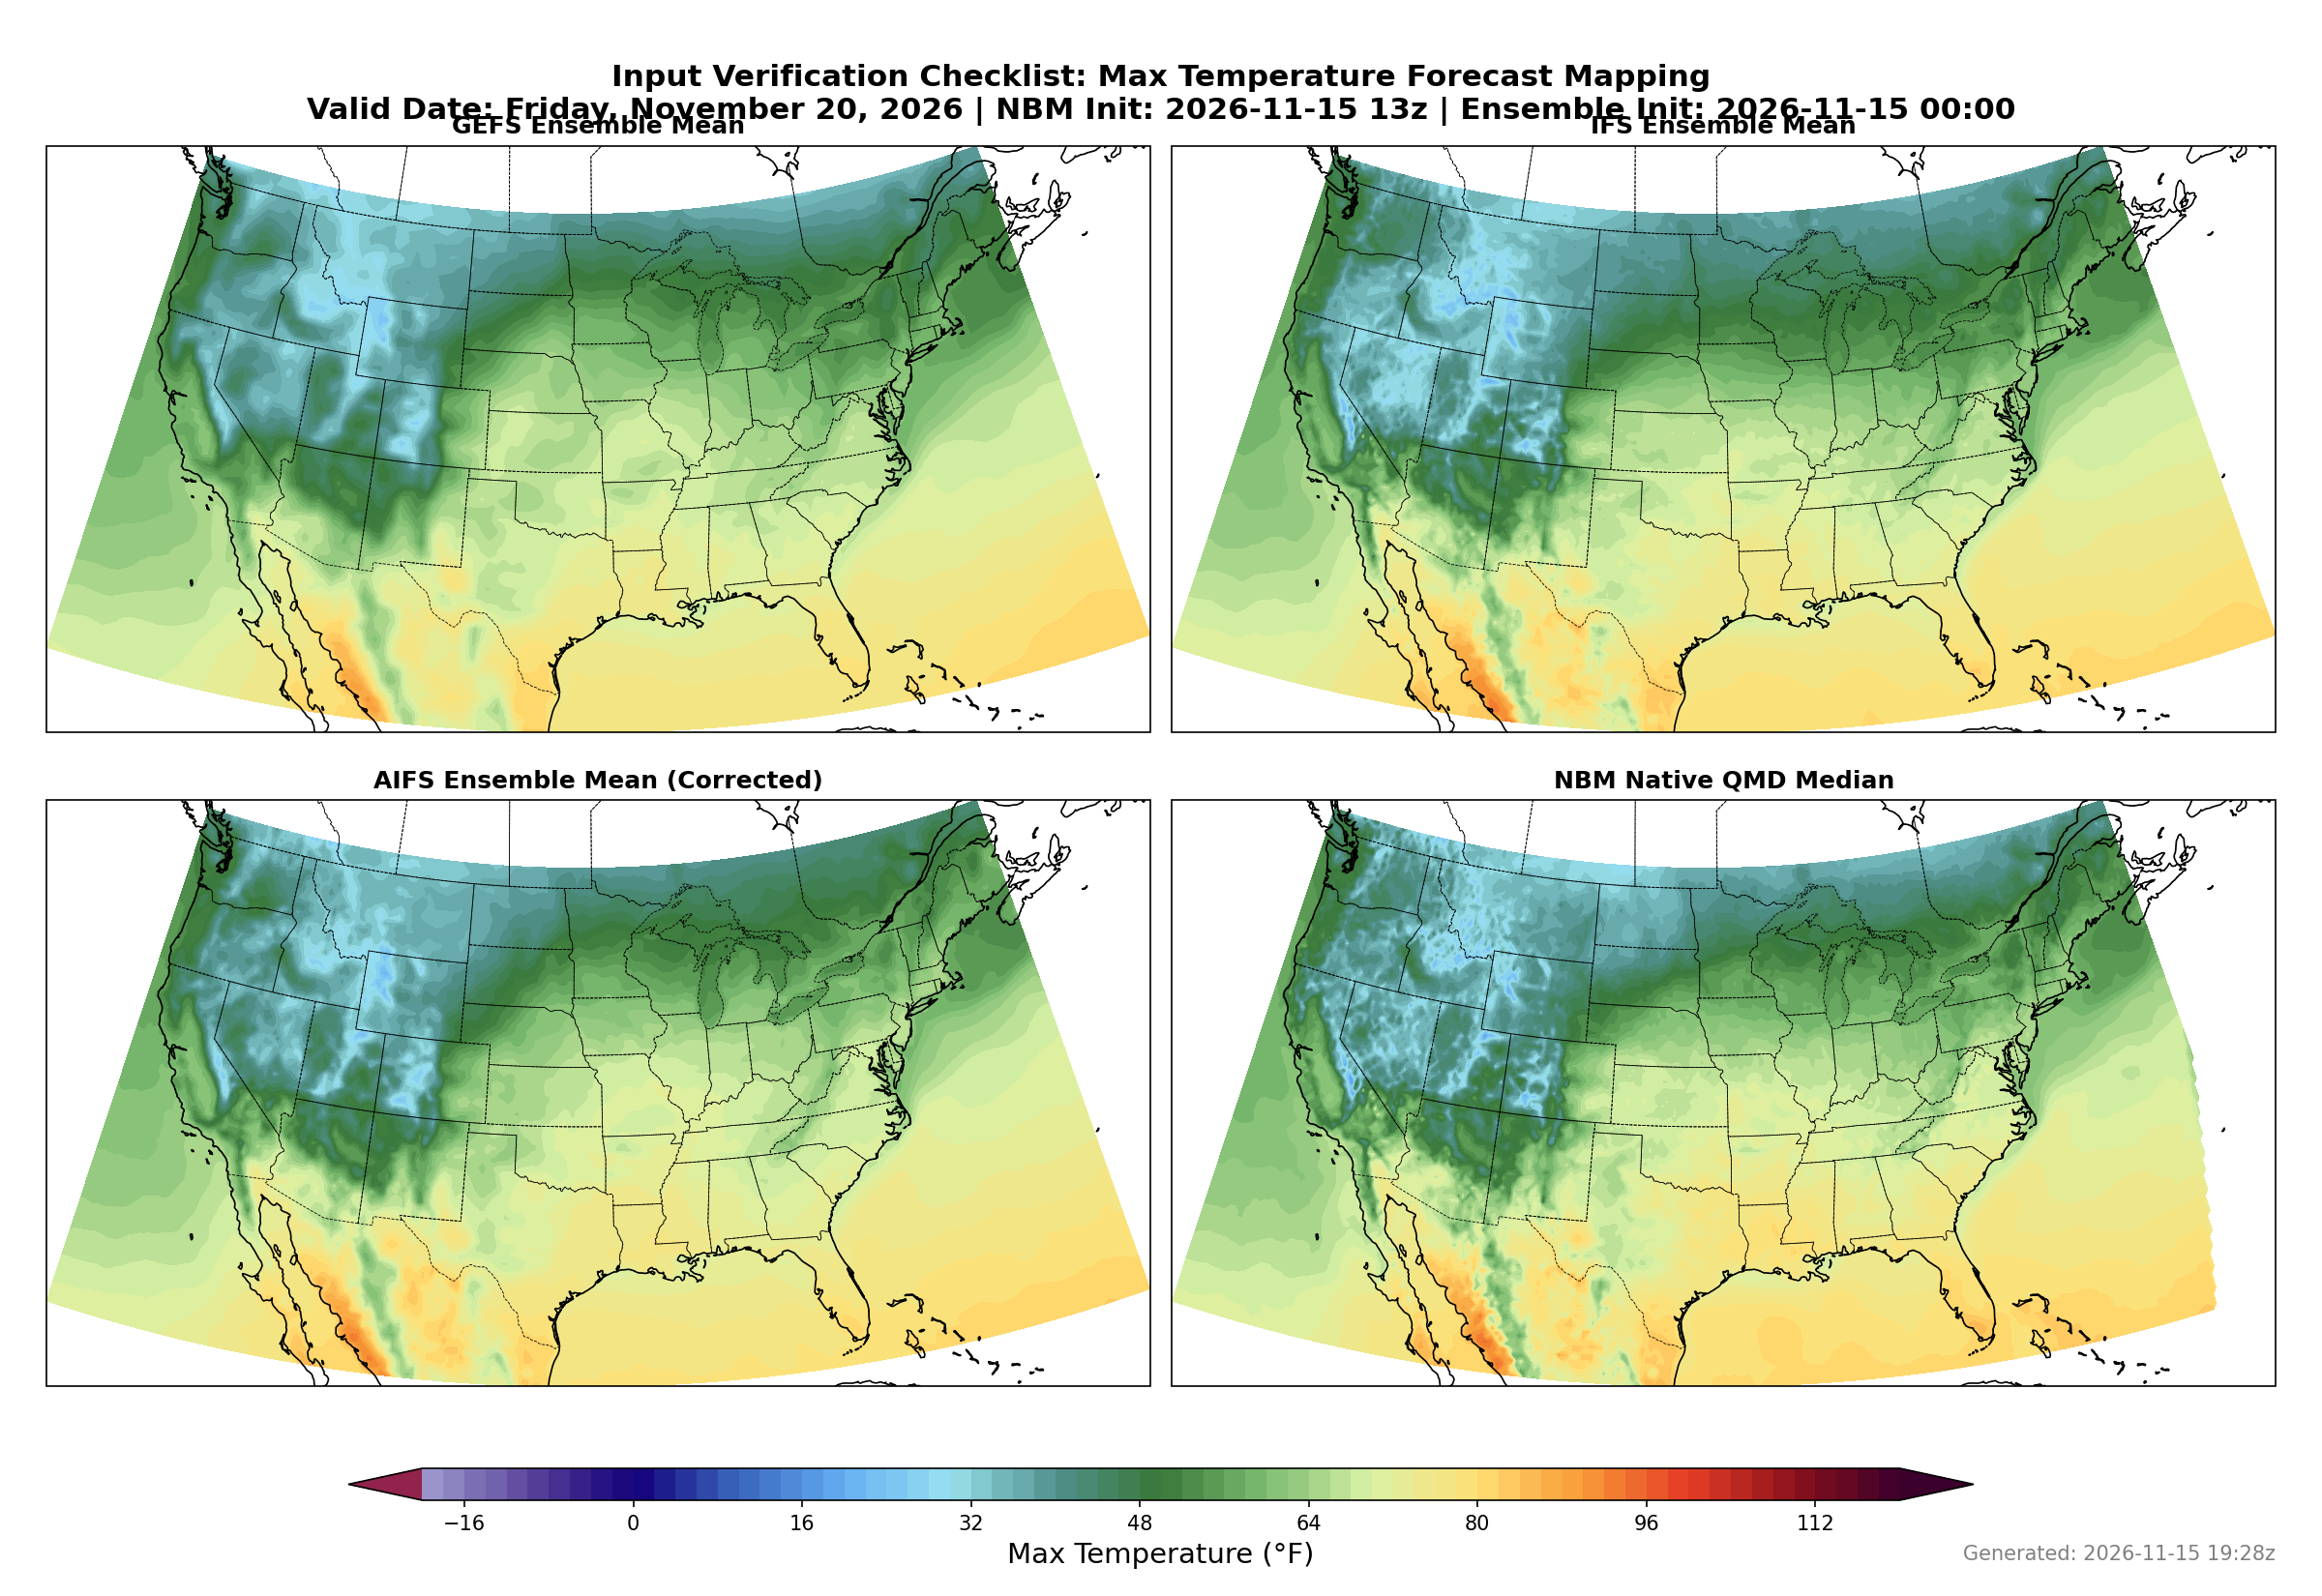 Input Verification Checklist: Max Temperature Forecast Mapping
Valid Date: Friday, November 20, 2026 | NBM Init: 2026-11-15 13z | Ensemble Init: 2026-11-15 00:00
GEFS Ensemble Mean
IFS Ensemble Mean
AIFS Ensemble Mean (Corrected)
NBM Native QMD Median
−16 0 16 32 48 64 80 96 112
Max Temperature (°F)
Generated: 2026-11-15 19:28z